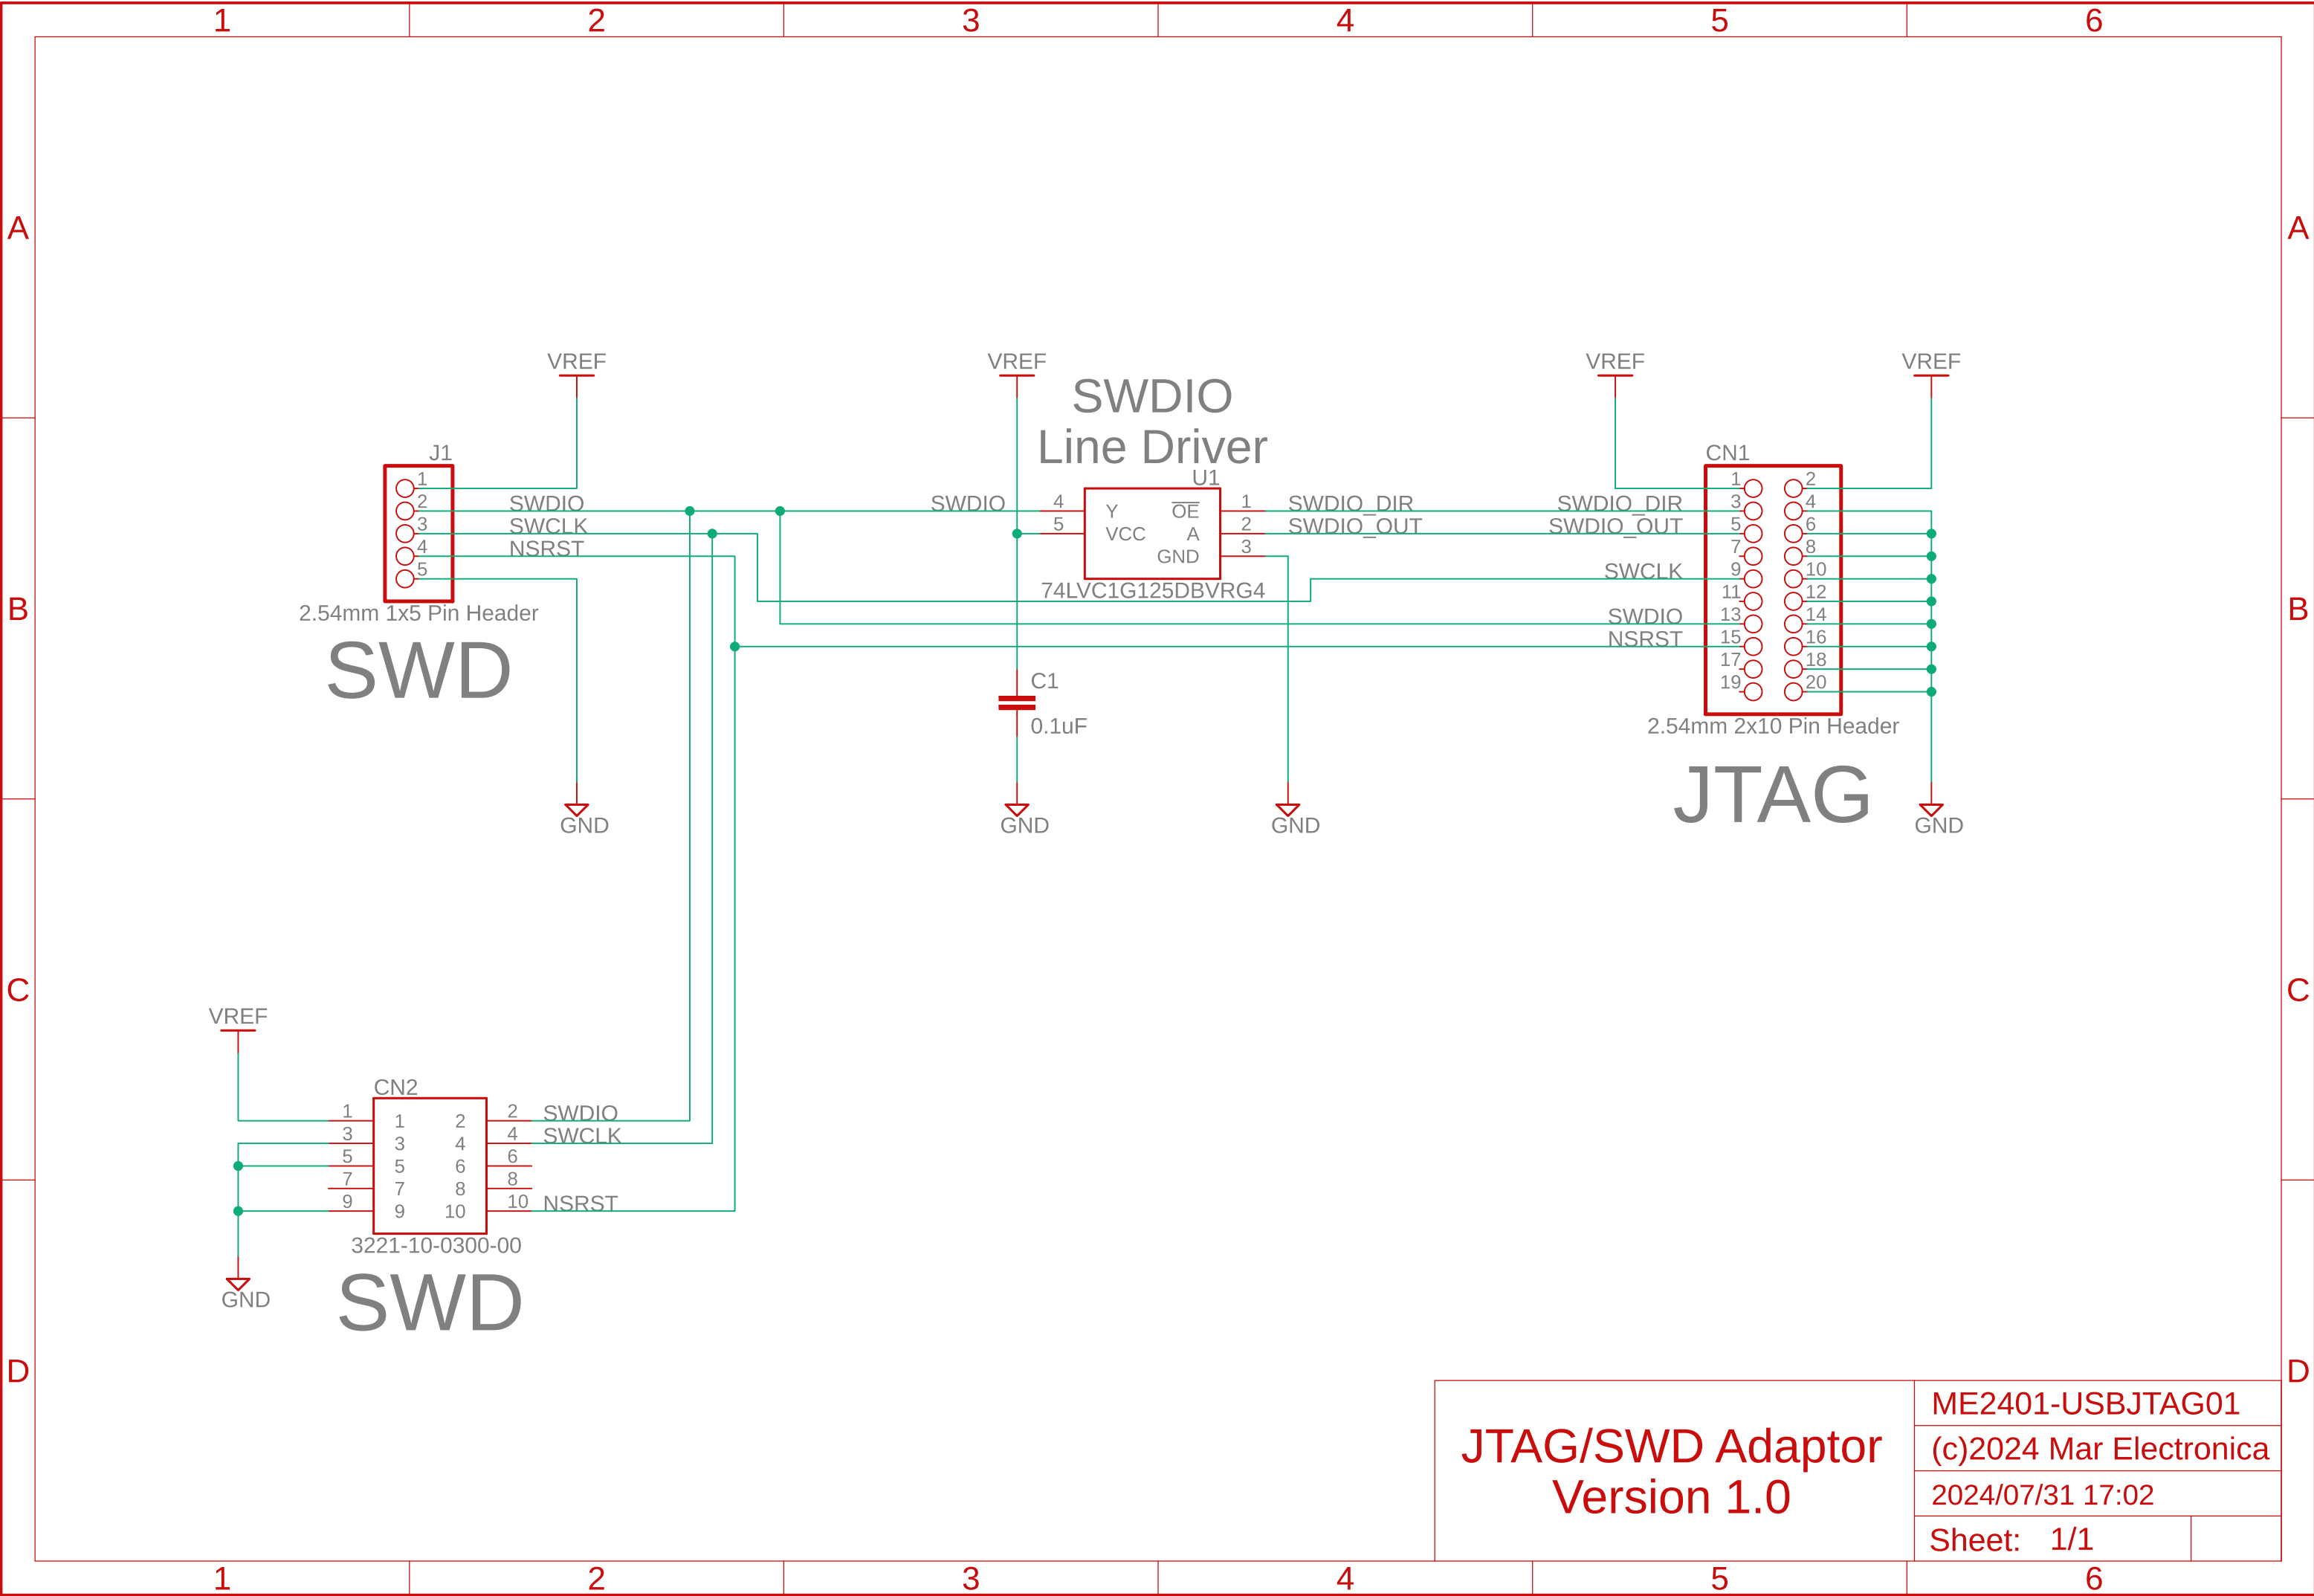 1 2 3 4 5 6
A A
VREF VREF VREF VREF
SWDIO
Line Driver
J1 U1 CN1
1
2 SWDIO
3 SWCLK
4 NSRST
5
2.54mm 1x5 Pin Header
SWD
SWDIO 4 Y OE 1 SWDIO_DIR
5 VCC A 2 SWDIO_OUT
GND 3
74LVC1G125DBVRG4
1 2
SWDIO_DIR 3 4
SWDIO_OUT 5 6
7 8
SWCLK 9 10
11 12
SWDIO 13 14
NSRST 15 16
17 18
19 20
2.54mm 2x10 Pin Header
JTAG
B B
C1
0.1uF
GND GND GND GND
C C
VREF
CN2
1 1 2 2 SWDIO
3 3 4 4 SWCLK
5 5 6 6
7 7 8 8
9 9 10 10 NSRST
3221-10-0300-00
SWD
GND
D D
JTAG/SWD Adaptor
Version 1.0
ME2401-USBJTAG01
(c)2024 Mar Electronica
2024/07/31 17:02
Sheet: 1/1
1 2 3 4 5 6